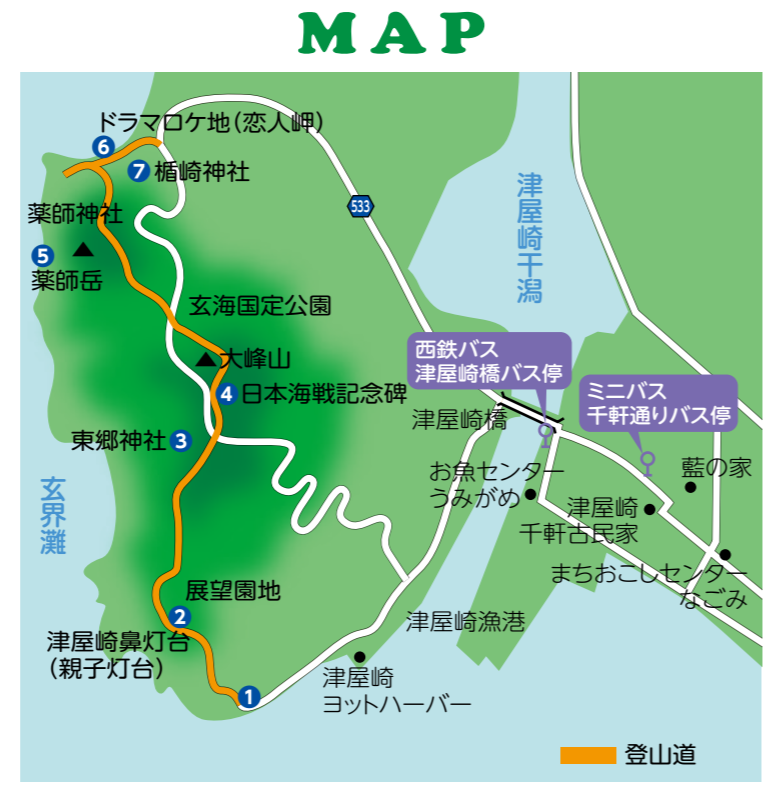 MAP
ドラマロケ地(恋人岬)
6
7 楯崎神社
533
津屋崎干潟
薬師神社
5
薬師岳
玄海国定公園
大峰山
4 日本海戦記念碑
東郷神社 3
西鉄バス
津屋崎橋バス停
ミニバス
千軒通りバス停
津屋崎橋
お魚センター
うみがめ
藍の家
津屋崎
千軒古民家
まちおこしセンター
なごみ
玄界灘
展望園地
2
津屋崎鼻灯台
(親子灯台)
1
津屋崎漁港
津屋崎
ヨットハーバー
登山道